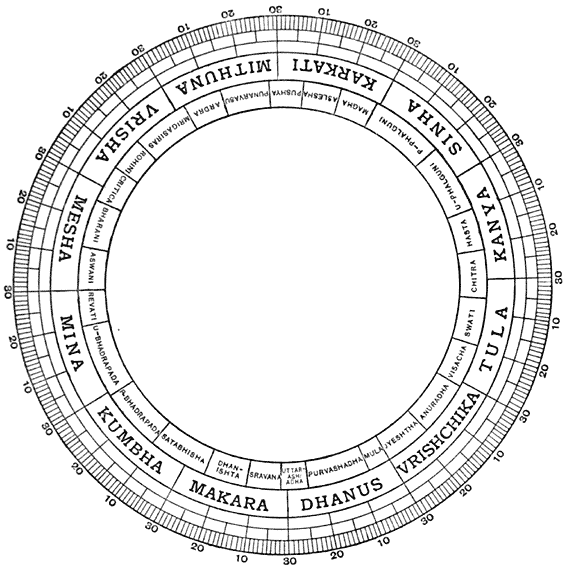 30
10
20
30
10
20
30
10
20
30
10
20
30
10
20
30
10
20
30
10
20
30
10
20
30
10
20
30
10
20
30
10
20
30
10
20
MESHA
VRISHA
MITHUNA
KARKATI
SINHA
KANYA
TULA
VRISHCHIKA
DHANUS
MAKARA
KUMBHA
MINA
ASWANI
BHARANI
CRITICA
ROHINI
MRIGASIRAS
ARDRA
PUNARVASU
PUSHYA
ASLESHA
MAGHA
P-PHALGUNI
U-PHALGUNI
HASTA
CHITRA
SWATI
VISACHA
ANURADHA
JYESHTHA
MULA
PURVASHADHA
UTTAR-
ASHI
ADHA
SRAVANA
DHAN-
ISHTA
SATABHISHA
P-BHADRAPADA
U-BHADRAPADA
REVATI